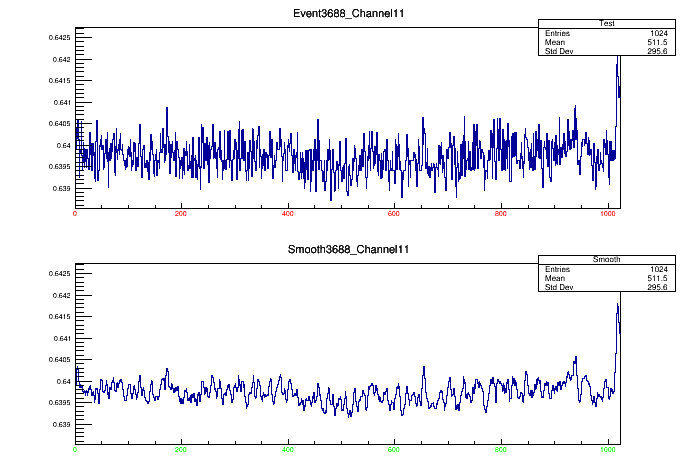 Event3688_Channel11
Test
Entries 1024
Mean 511.5
Std Dev 295.6
0.6425
0.642
0.6415
0.641
0.6405
0.64
0.6395
0.639
0 200 400 600 800 1000
Smooth3688_Channel11
Smooth
Entries 1024
Mean 511.5
Std Dev 295.6
0.6425
0.642
0.6415
0.641
0.6405
0.64
0.6395
0.639
0 200 400 600 800 1000